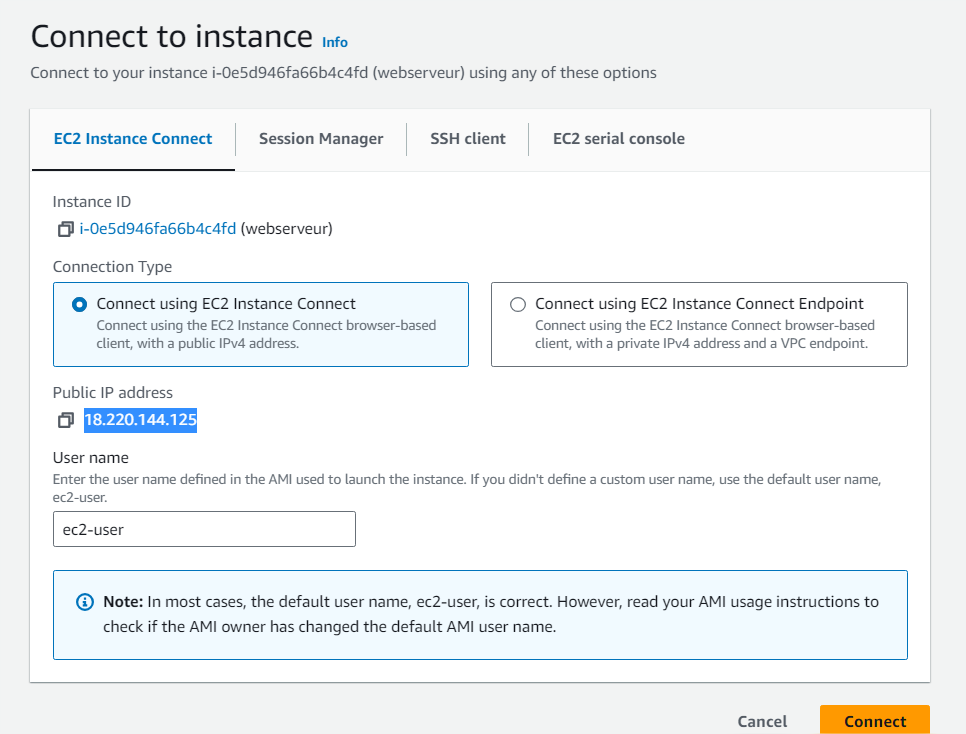 Connect to instance Info
Connect to your instance i-0e5d946fa66b4c4fd (webserveur) using any of these options
EC2 Instance Connect Session Manager SSH client EC2 serial console
Instance ID
i-0e5d946fa66b4c4fd (webserveur)
Connection Type
Connect using EC2 Instance Connect
Connect using the EC2 Instance Connect browser-based
client, with a public IPv4 address.
Connect using EC2 Instance Connect Endpoint
Connect using the EC2 Instance Connect browser-based
client, with a private IPv4 address and a VPC endpoint.
Public IP address
18.220.144.125
User name
Enter the user name defined in the AMI used to launch the instance. If you didn't define a custom user name, use the default user name,
ec2-user.
ec2-user
Note: In most cases, the default user name, ec2-user, is correct. However, read your AMI usage instructions to
check if the AMI owner has changed the default AMI user name.
Cancel Connect